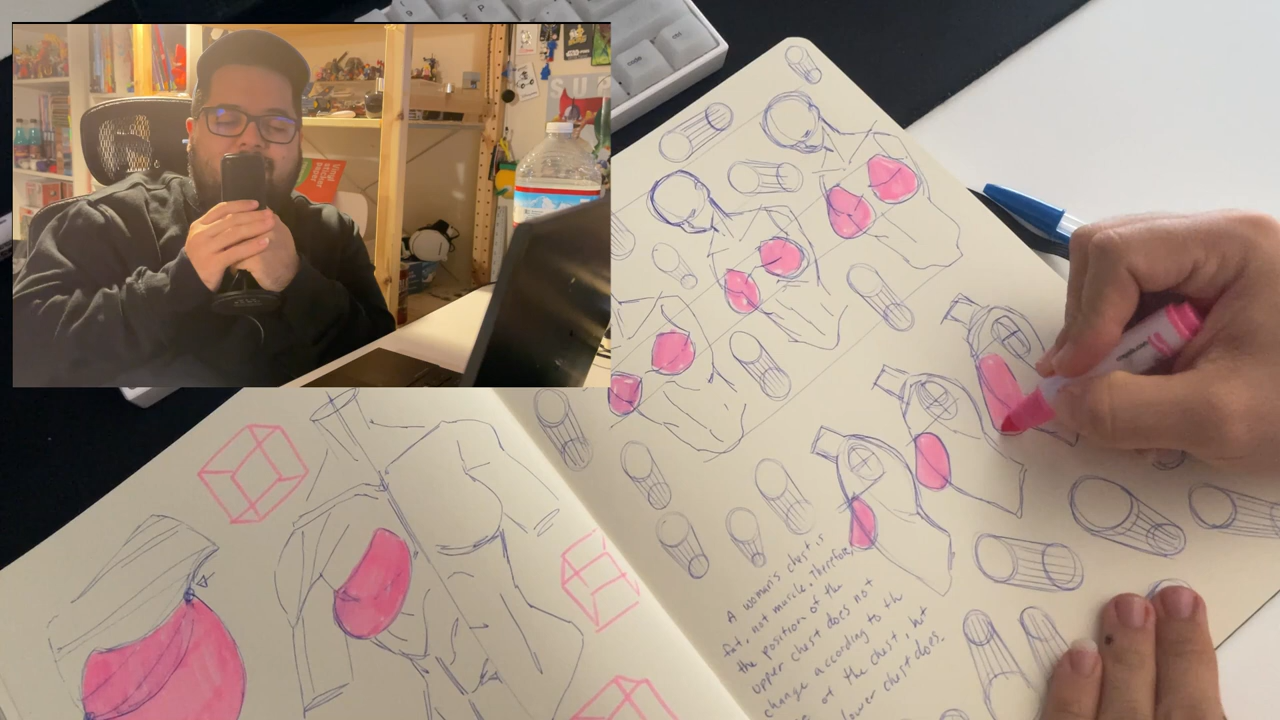 A woman's chest is
fat, not muscle, therefore,
the position of the
upper chest does not
change according to th
of the chest, but
lower chest does.